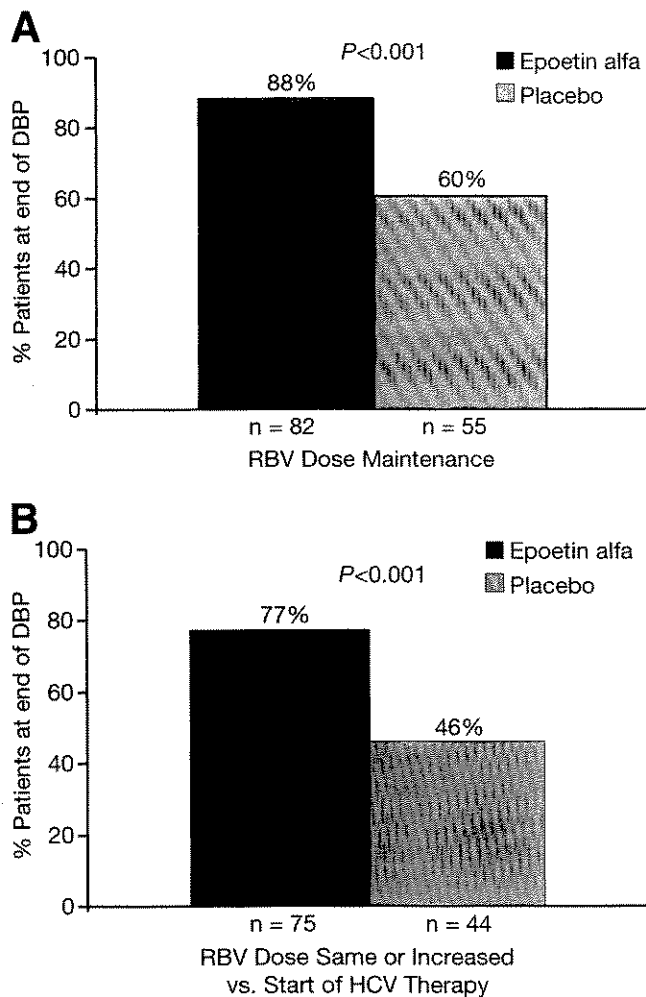 A
P<0.001
Epoetin alfa
Placebo
% Patients at end of DBP
100
80
60
40
20
0
88%
60%
n = 82
n = 55
RBV Dose Maintenance
B
P<0.001
Epoetin alfa
Placebo
% Patients at end of DBP
100
80
60
40
20
0
77%
46%
n = 75
n = 44
RBV Dose Same or Increased
vs. Start of HCV Therapy